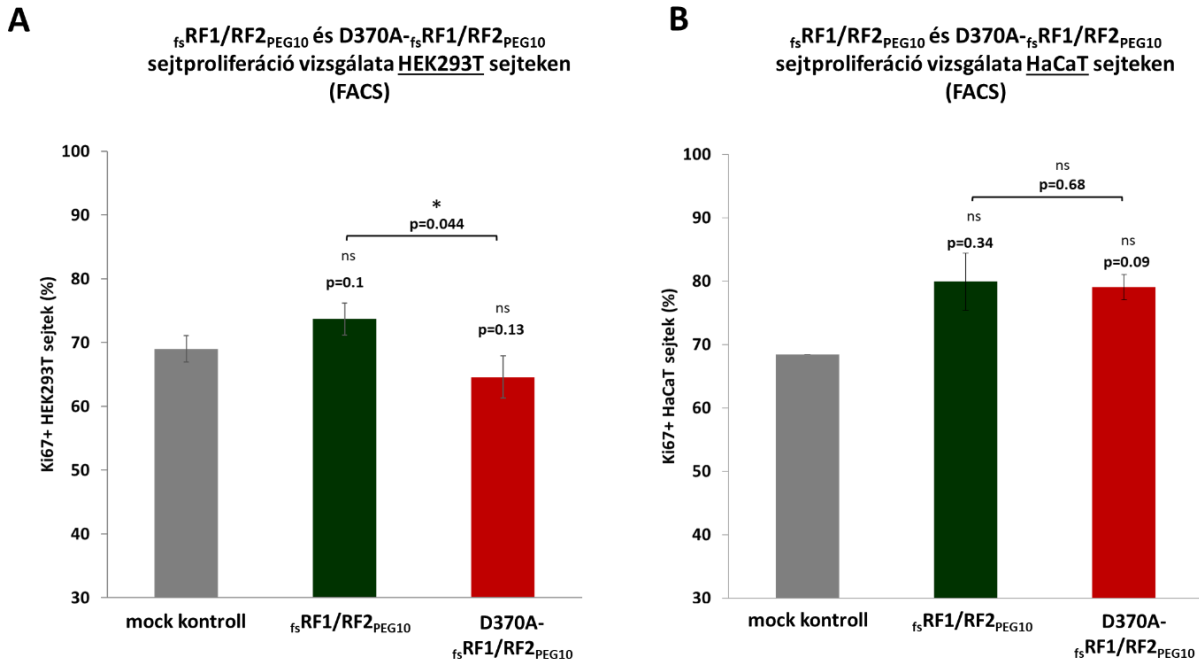 A
fsRF1/RF2PEG10 és D370A-fsRF1/RF2PEG10
sejtproliferáció vizsgálata HEK293T sejteken
(FACS)
100
90
80
70
60
50
40
30
Ki67+ HEK293T sejtek (%)
*
p=0.044
ns
p=0.1
ns
p=0.13
mock kontroll
fsRF1/RF2PEG10
D370A-
fsRF1/RF2PEG10
B
fsRF1/RF2PEG10 és D370A-fsRF1/RF2PEG10
sejtproliferáció vizsgálata HaCaT sejteken
(FACS)
100
90
80
70
60
50
40
30
Ki67+ HaCaT sejtek (%)
ns
p=0.68
ns
p=0.34
ns
p=0.09
mock kontroll
fsRF1/RF2PEG10
D370A-
fsRF1/RF2PEG10